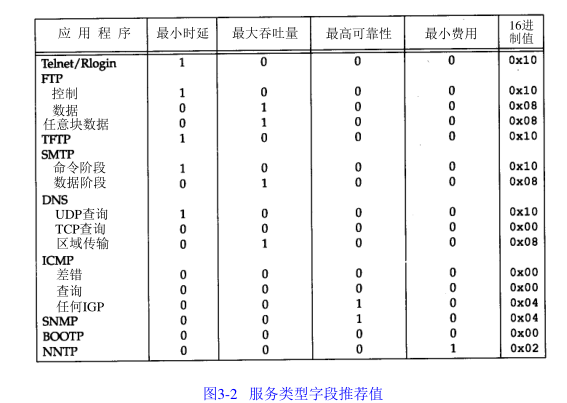 应用程序 最小时延 最大吞吐量 最高可靠性 最小费用 16进制值
Telnet/Rlogin 1 0 0 0 0x10
FTP
控制 1 0 0 0 0x10
数据 0 1 0 0 0x08
任意块数据 0 1 0 0 0x08
TFTP 1 0 0 0 0x10
SMTP
命令阶段 1 0 0 0 0x10
数据阶段 0 1 0 0 0x08
DNS
UDP查询 1 0 0 0 0x10
TCP查询 0 0 0 0 0x00
区域传输 0 1 0 0 0x08
ICMP
差错 0 0 0 0 0x00
查询 0 0 0 0 0x00
任何IGP 0 0 1 0 0x04
SNMP 0 0 1 0 0x04
BOOTP 0 0 0 0 0x00
NNTP 0 0 0 1 0x02
图3-2 服务类型字段推荐值